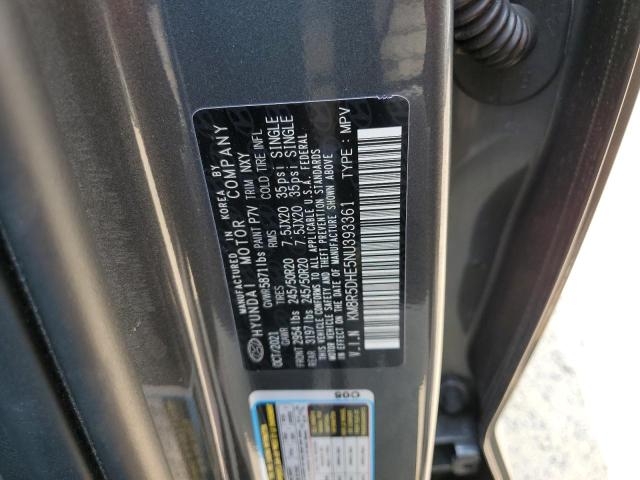 MANUFACTURED IN KOREA BY
HYUNDAI MOTOR COMPANY
OCT/2021 GVWR 5871lbs PAINT P7V TRIM NXY
GAWR TIRES RIMS COLD TIRE INFL
FRONT 2954 lbs 245/50R20 7.5JX20 35psi SINGLE
REAR 3197 lbs 245/50R20 7.5JX20 35psi SINGLE
THIS VEHICLE CONFORMS TO ALL APPLICABLE U.S.A. FEDERAL
MOTOR VEHICLE SAFETY, BUMPER, AND THEFT PREVENTION STANDARDS
IN EFFECT ON THE DATE OF MANUFACTURE SHOWN ABOVE
V.I.N KM8R5DHE5NU393361 TYPE : MPV
C05